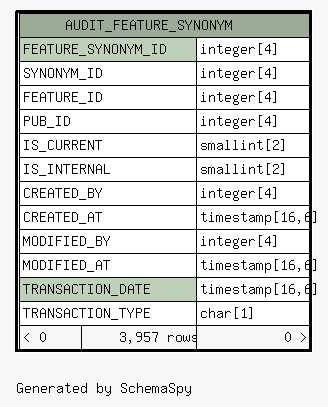 AUDIT_FEATURE_SYNONYM
FEATURE_SYNONYM_ID integer[4]
SYNONYM_ID integer[4]
FEATURE_ID integer[4]
PUB_ID integer[4]
IS_CURRENT smallint[2]
IS_INTERNAL smallint[2]
CREATED_BY integer[4]
CREATED_AT timestamp[16,6]
MODIFIED_BY integer[4]
MODIFIED_AT timestamp[16,6]
TRANSACTION_DATE timestamp[16,6]
TRANSACTION_TYPE char[1]
< 0 3,957 rows 0 >
Generated by SchemaSpy